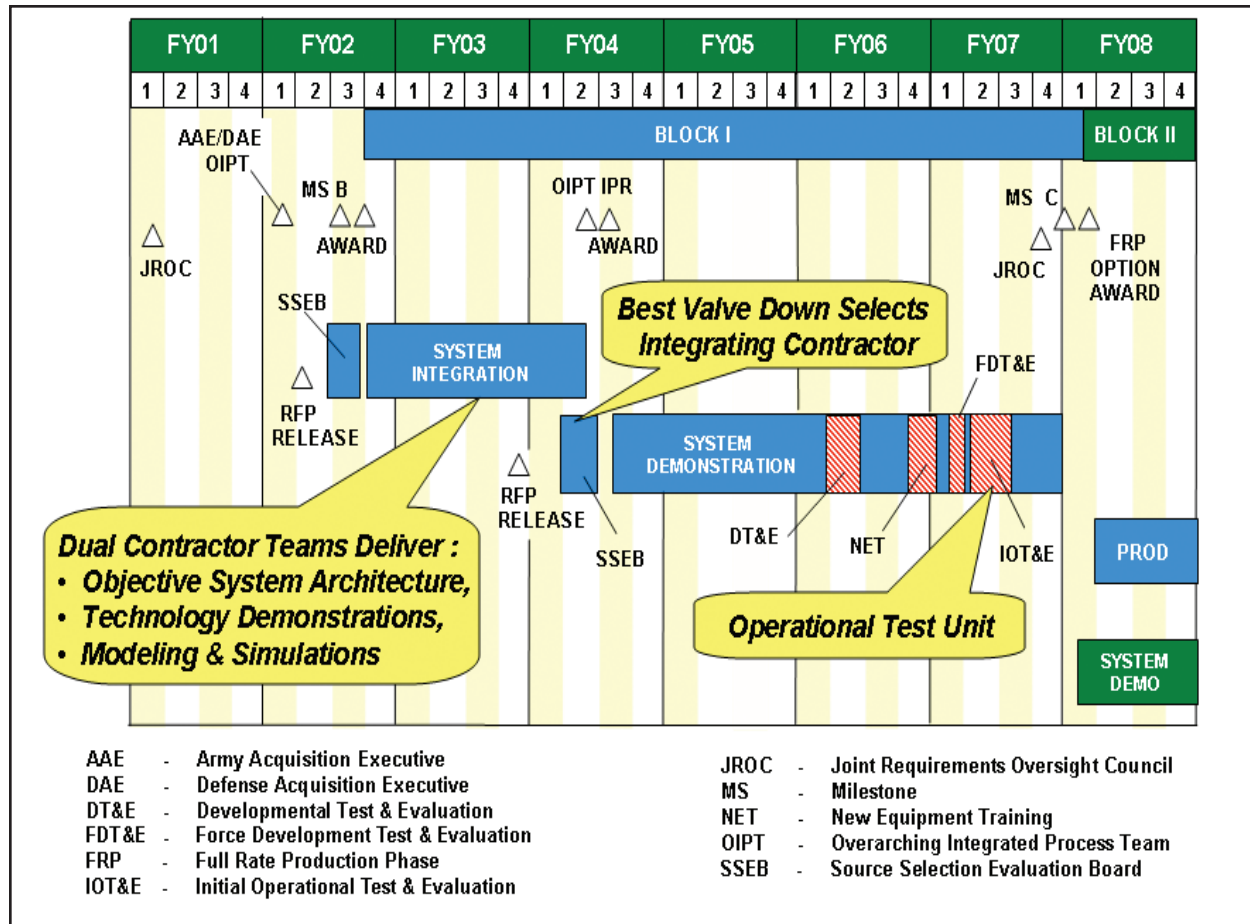 FY01 FY02 FY03 FY04 FY05 FY06 FY07 FY08
1 2 3 4 1 2 3 4 1 2 3 4 1 2 3 4 1 2 3 4 1 2 3 4 1 2 3 4 1 2 3 4
BLOCK I
BLOCK II
AAE/DAE
OIPT
MS B
AWARD
JROC
OIPT IPR
AWARD
MS C
JROC
FRP
OPTION
AWARD
SSEB
SYSTEM
INTEGRATION
RFP
RELEASE
Best Valve Down Selects
Integrating Contractor
FDT&E
SYSTEM
DEMONSTRATION
RFP
RELEASE
SSEB
DT&E
NET
IOT&E
Dual Contractor Teams Deliver :
• Objective System Architecture,
• Technology Demonstrations,
• Modeling & Simulations
Operational Test Unit
PROD
SYSTEM
DEMO
AAE - Army Acquisition Executive
DAE - Defense Acquisition Executive
DT&E - Developmental Test & Evaluation
FDT&E - Force Development Test & Evaluation
FRP - Full Rate Production Phase
IOT&E - Initial Operational Test & Evaluation
JROC - Joint Requirements Oversight Council
MS - Milestone
NET - New Equipment Training
OIPT - Overarching Integrated Process Team
SSEB - Source Selection Evaluation Board